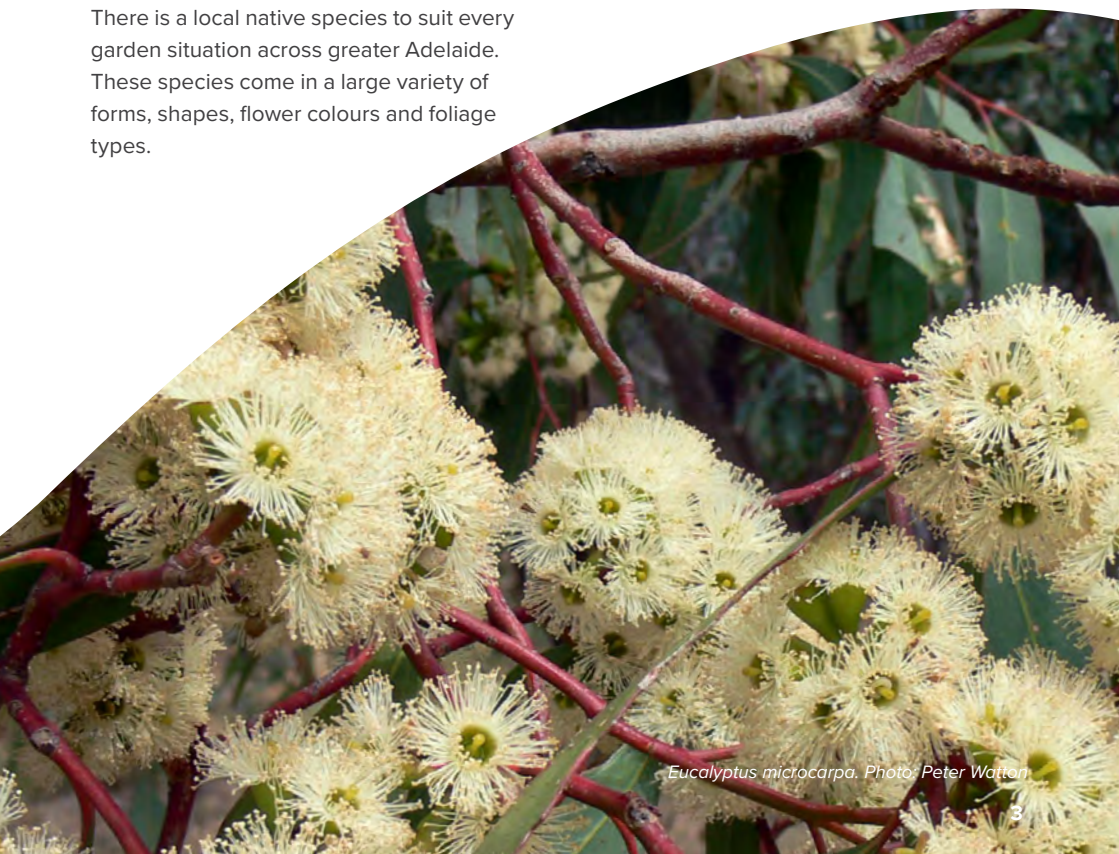 There is a local native species to suit every
garden situation across greater Adelaide.
These species come in a large variety of
forms, shapes, flower colours and foliage
types.
Eucalyptus microcarpa. Photo: Peter Watton
3